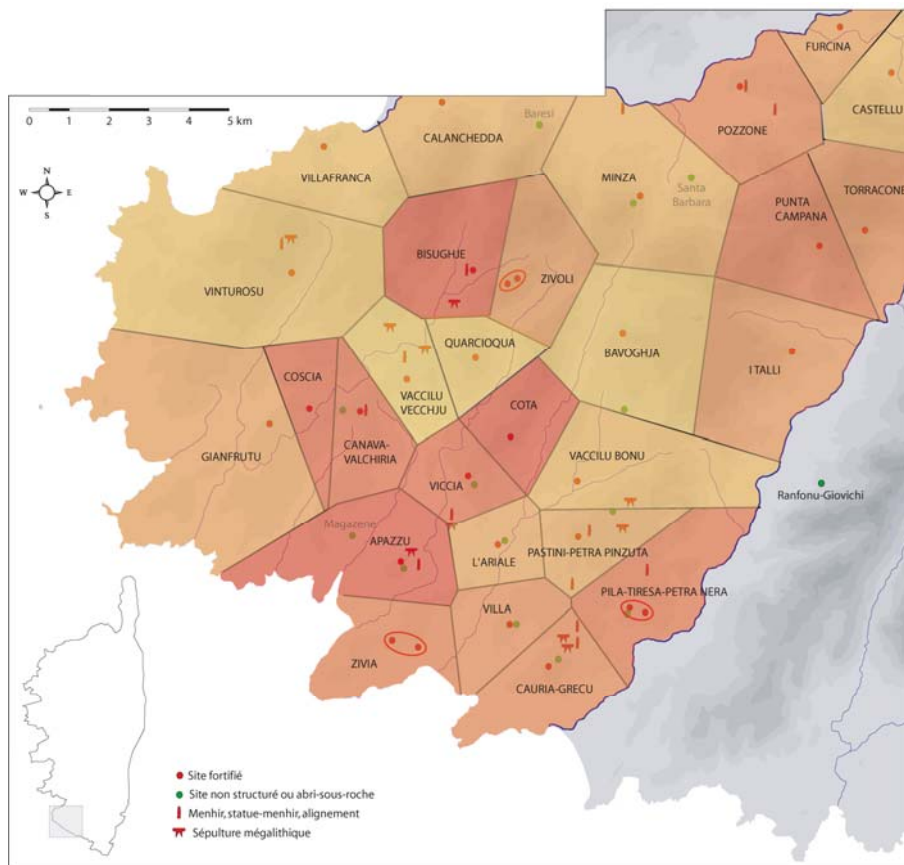 FURCINA
CASTELLU
0 1 2 3 4 5 km
CALANCHEDDA
Baresi
POZZONE
N
W E
S
VILLAFRANCA
MINZA
Santa
Barbara
PUNTA
CAMPANA
TORRACONE
BISUGHJE
ZIVOLI
VINTUROSU
QUARCIOQUA
BAVOGHJA
I TALLI
COSCIA
VACCILU
VECCHJU
COTA
CANAVA-
VALCHIRIA
GIANFRUTU
VACCILU BONU
VICCIA
Ranfonu-Giovichi
Magazene
APAZZU
L'ARIALE
PASTINI-PETRA PINZUTA
PILA-TIRESA-PETRA NERA
VILLA
ZIVIA
CAURIA-GRECU
Site fortifié
Site non structuré ou abri-sous-roche
Menhir, statue-menhir, alignement
Sépulture mégalithique